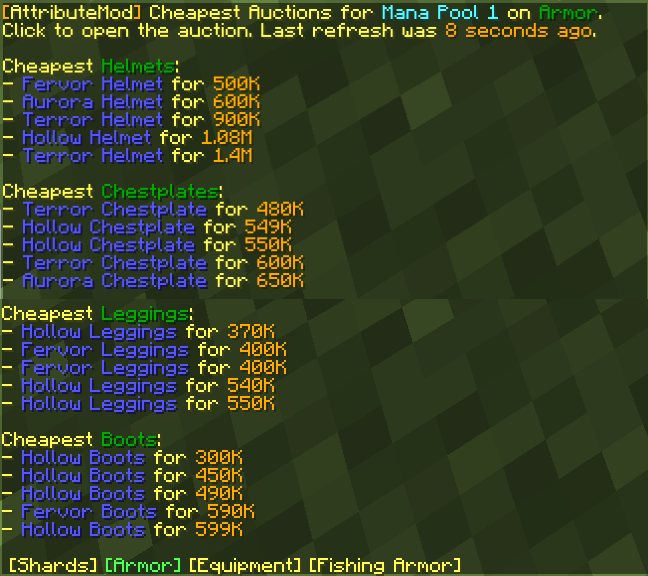 [AttributeMod] Cheapest Auctions for Mana Pool 1 on Armor.
Click to open the auction. Last refresh was 8 seconds ago.
Cheapest Helmets:
- Fervor Helmet for 500K
- Aurora Helmet for 600K
- Terror Helmet for 900K
- Hollow Helmet for 1.08M
- Terror Helmet for 1.4M
Cheapest Chestplates:
- Terror Chestplate for 480K
- Hollow Chestplate for 549K
- Hollow Chestplate for 550K
- Terror Chestplate for 600K
- Aurora Chestplate for 650K
Cheapest Leggings:
- Hollow Leggings for 370K
- Fervor Leggings for 400K
- Fervor Leggings for 400K
- Hollow Leggings for 540K
- Hollow Leggings for 550K
Cheapest Boots:
- Hollow Boots for 300K
- Hollow Boots for 450K
- Hollow Boots for 490K
- Fervor Boots for 590K
- Hollow Boots for 599K
[Shards] [Armor] [Equipment] [Fishing Armor]